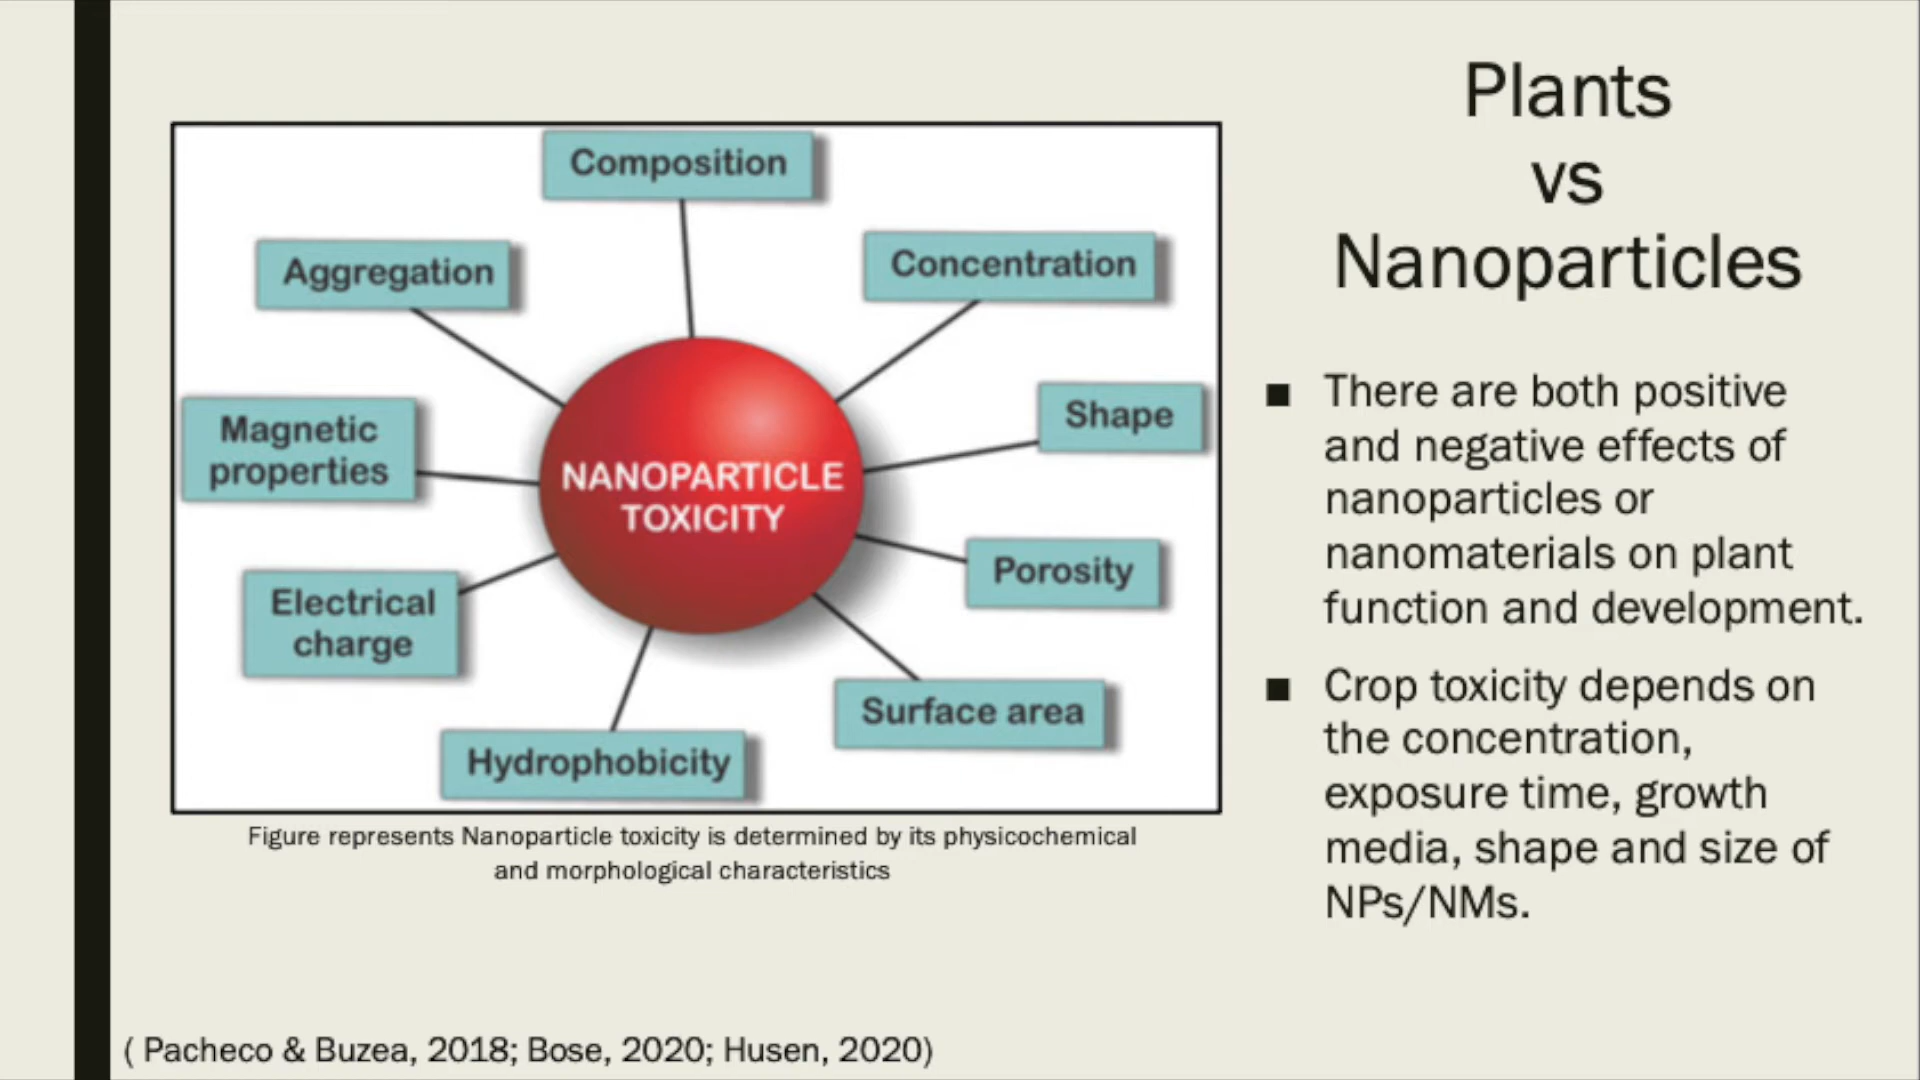 Plants
vs
Nanoparticles
Composition
Aggregation
Concentration
Magnetic
properties
Shape
NANOPARTICLE
TOXICITY
Porosity
Electrical
charge
Surface area
Hydrophobicity
Figure represents Nanoparticle toxicity is determined by its physicochemical
and morphological characteristics
■ There are both positive
and negative effects of
nanoparticles or
nanomaterials on plant
function and development.
■ Crop toxicity depends on
the concentration,
exposure time, growth
media, shape and size of
NPs/NMs.
( Pacheco & Buzea, 2018; Bose, 2020; Husen, 2020)